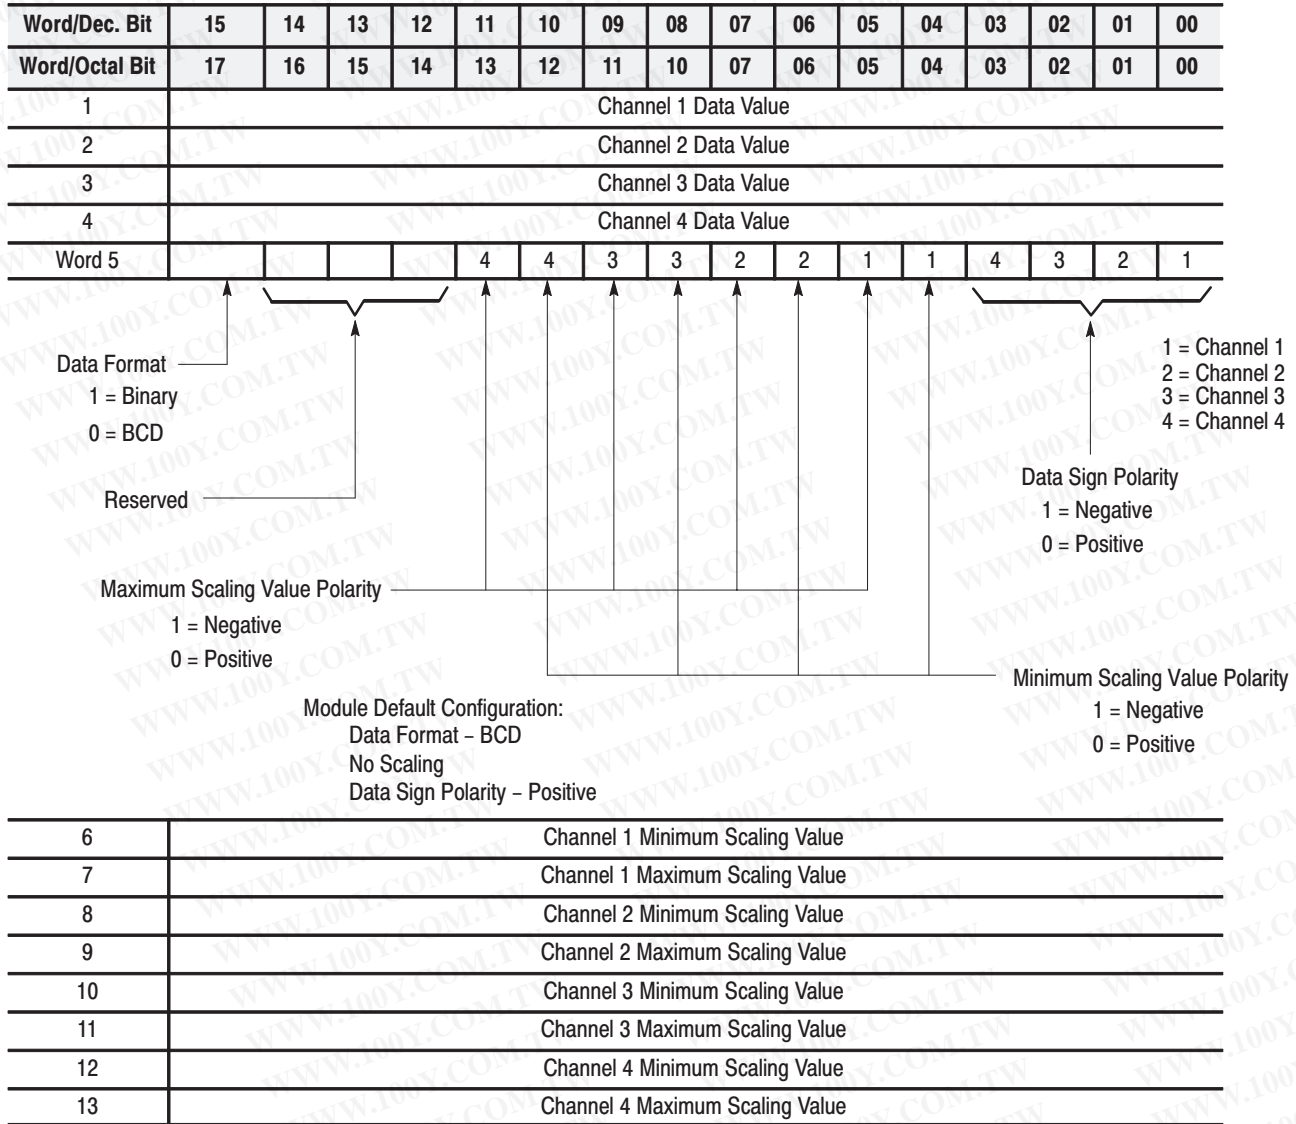 Word/Dec. Bit 15 14 13 12 11 10 09 08 07 06 05 04 03 02 01 00
Word/Octal Bit 17 16 15 14 13 12 11 10 07 06 05 04 03 02 01 00
1 Channel 1 Data Value
2 Channel 2 Data Value
3 Channel 3 Data Value
4 Channel 4 Data Value
Word 5 4 4 3 3 2 2 1 1 4 3 2 1
Data Format
1 = Binary
0 = BCD
Reserved
1 = Channel 1
2 = Channel 2
3 = Channel 3
4 = Channel 4
Data Sign Polarity
1 = Negative
0 = Positive
Maximum Scaling Value Polarity
1 = Negative
0 = Positive
Minimum Scaling Value Polarity
1 = Negative
0 = Positive
Module Default Configuration:
Data Format – BCD
No Scaling
Data Sign Polarity – Positive
6 Channel 1 Minimum Scaling Value
7 Channel 1 Maximum Scaling Value
8 Channel 2 Minimum Scaling Value
9 Channel 2 Maximum Scaling Value
10 Channel 3 Minimum Scaling Value
11 Channel 3 Maximum Scaling Value
12 Channel 4 Minimum Scaling Value
13 Channel 4 Maximum Scaling Value
WWW.100Y.COM.TW